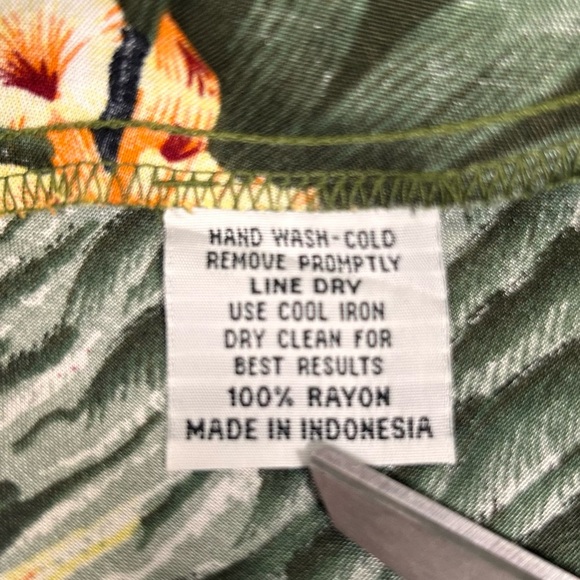 HAND WASH-COLD
REMOVE PROMPTLY
LINE DRY
USE COOL IRON
DRY CLEAN FOR
BEST RESULTS
100% RAYON
MADE IN INDONESIA